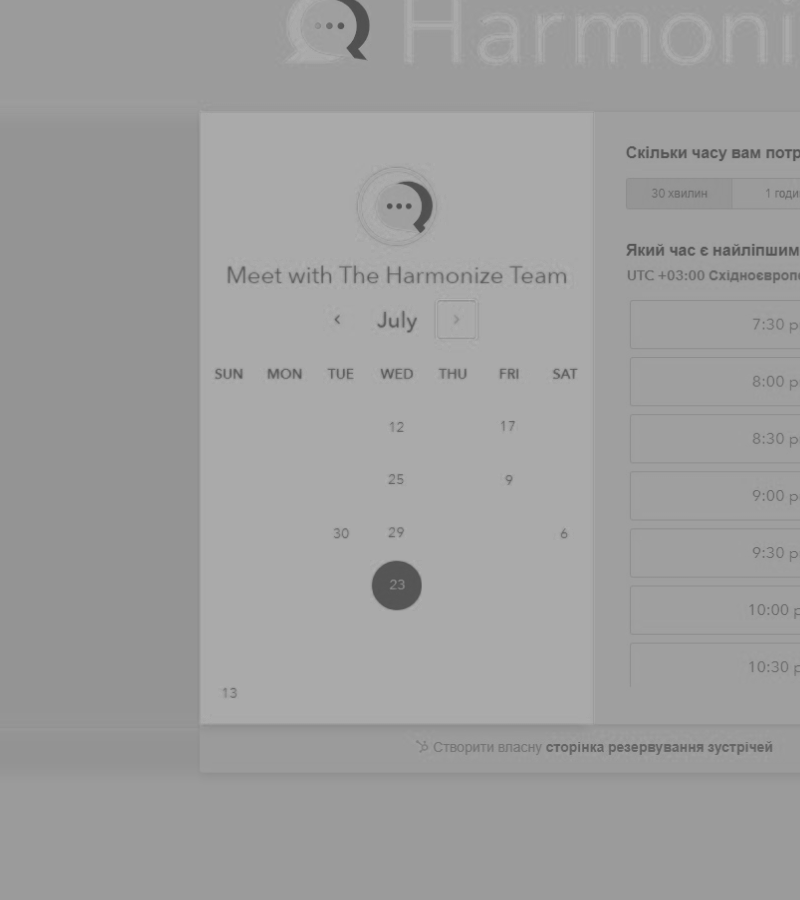 Harmoni
Meet with The Harmonize Team
July
SUN MON TUE WED THU FRI SAT
12 17
25 9
30 29 6
23
13
Скільки часу вам потр
30 хвилин 1 годи
Який час є найліпшим
UTC +03:00 Східноєвропе
7:30 p
8:00 p
8:30 p
9:00 p
9:30 p
10:00 p
10:30 p
Створити власну сторінка резервування зустрічей